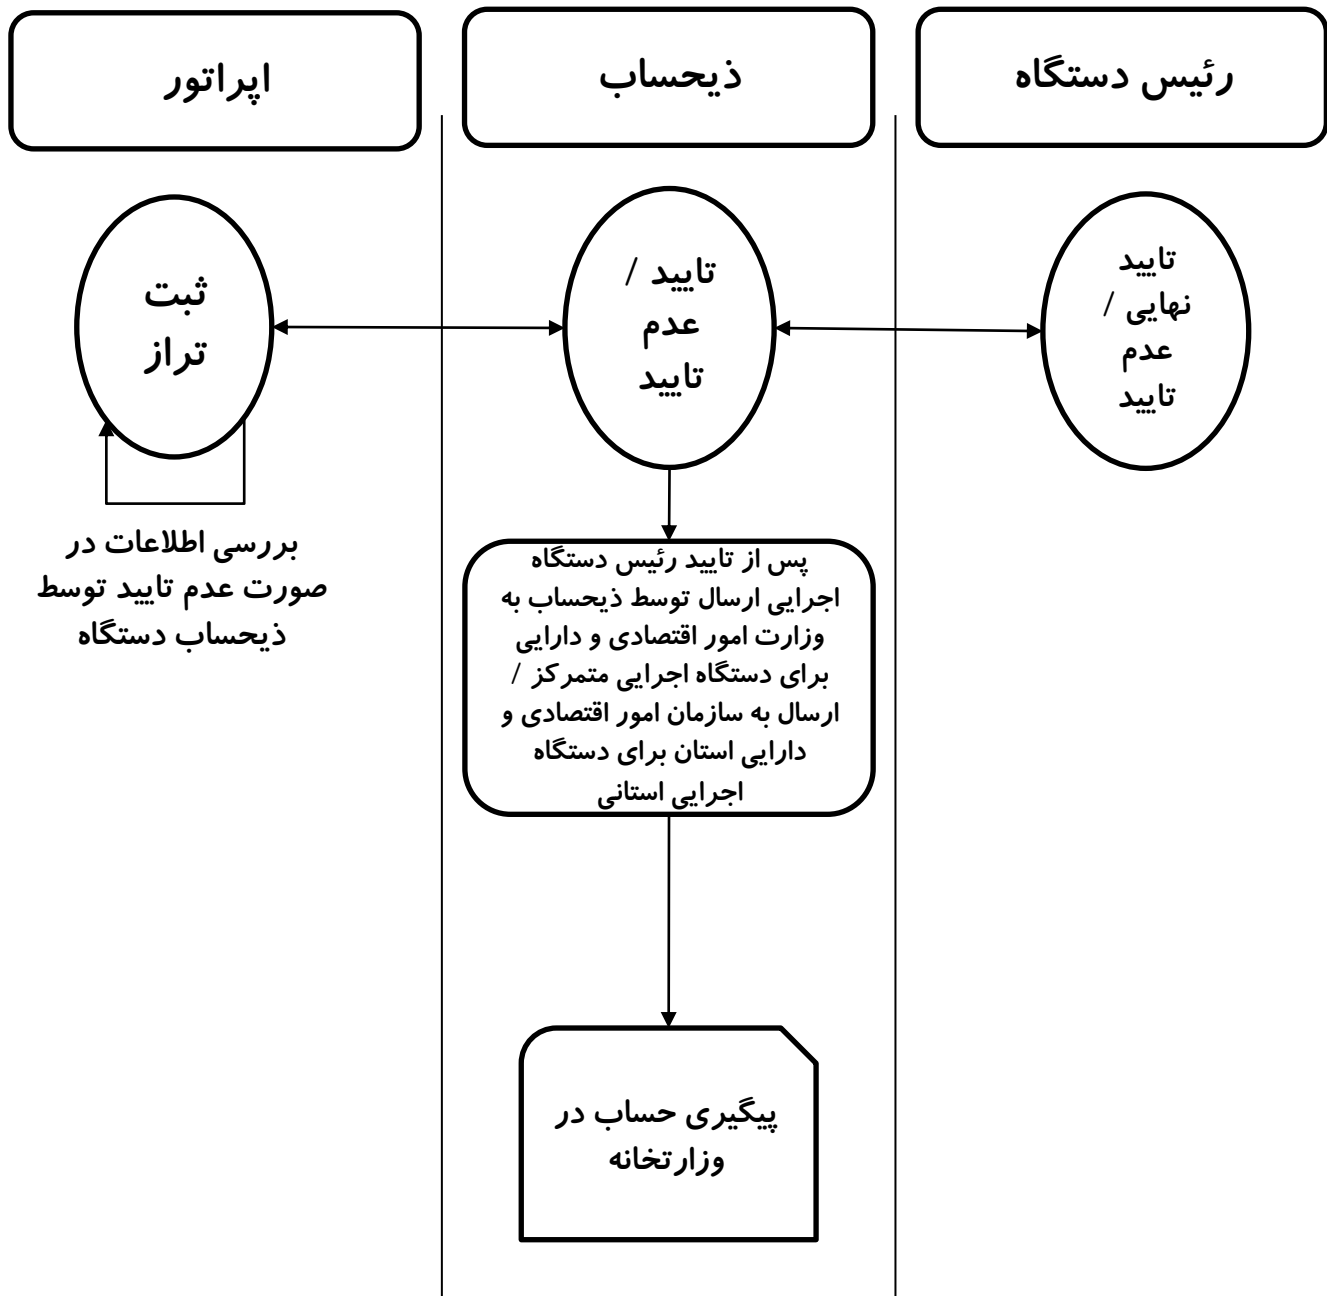 رئیس دستگاه
ذیحساب
اپراتور
تایید
نهایی /
عدم
تایید
تایید /
عدم
تایید
ثبت
تراز
بررسی اطلاعات در
صورت عدم تایید توسط
ذیحساب دستگاه
پس از تایید رئیس دستگاه
اجرایی ارسال توسط ذیحساب به
وزارت امور اقتصادی و دارایی
برای دستگاه اجرایی متمرکز /
ارسال به سازمان امور اقتصادی و
دارایی استان برای دستگاه
اجرایی استانی
پیگیری حساب در
وزارتخانه